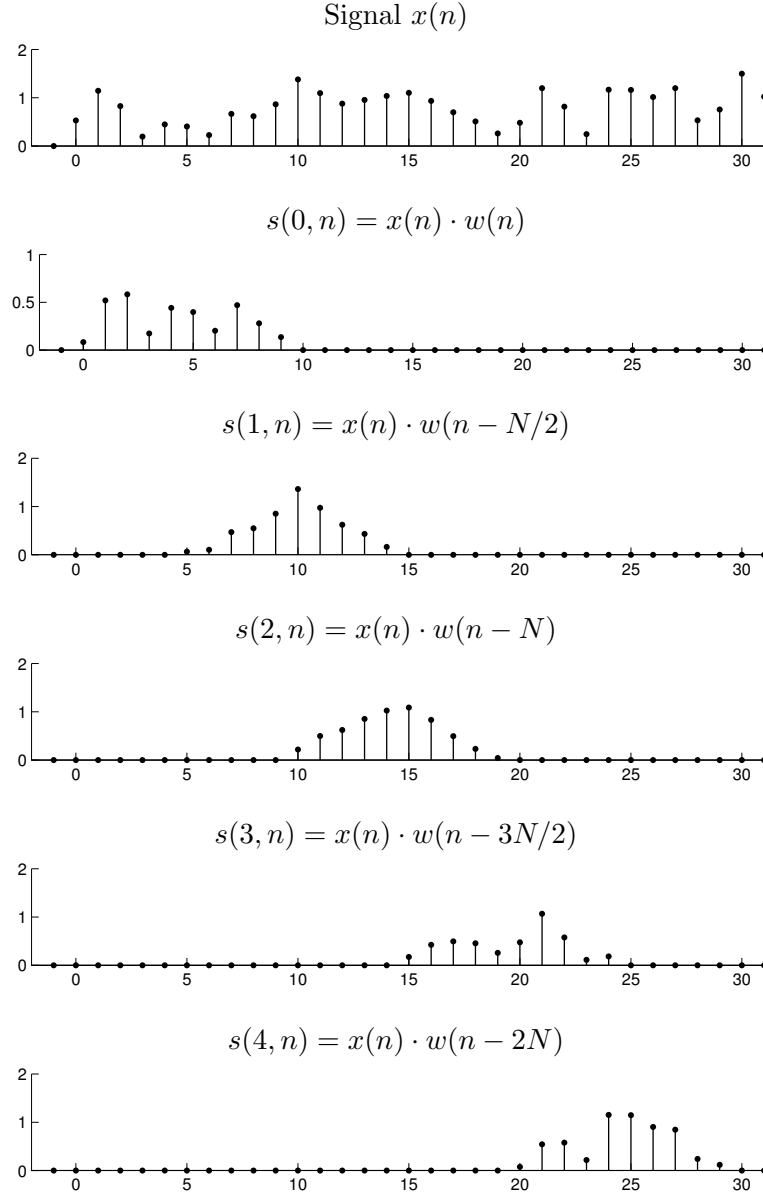 Signal x(n)
2
1
0
0 5 10 15 20 25 30
s(0, n) = x(n) · w(n)
1
0.5
0
0 5 10 15 20 25 30
s(1, n) = x(n) · w(n − N/2)
2
1
0
0 5 10 15 20 25 30
s(2, n) = x(n) · w(n − N)
2
1
0
0 5 10 15 20 25 30
s(3, n) = x(n) · w(n − 3N/2)
2
1
0
0 5 10 15 20 25 30
s(4, n) = x(n) · w(n − 2N)
2
1
0
0 5 10 15 20 25 30